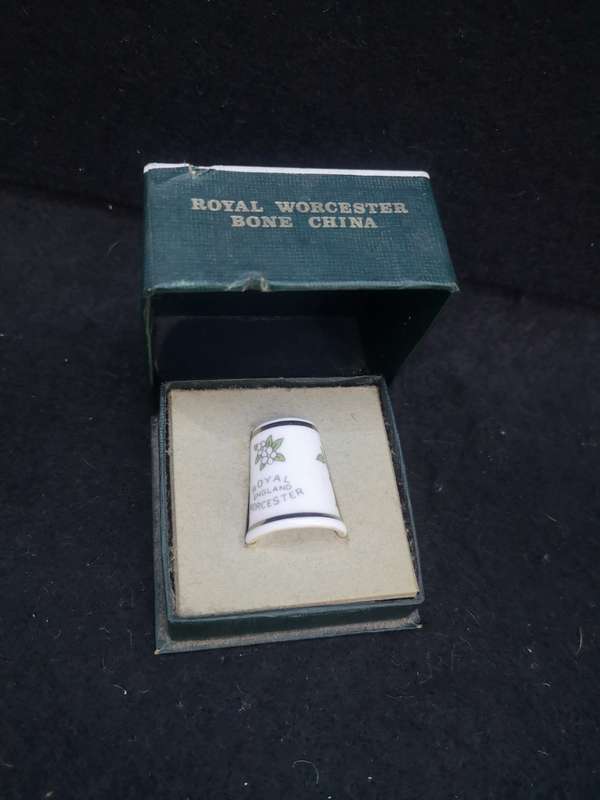 ROYAL WORCESTER
BONE CHINA
ROYAL
ENGLAND
WORCESTER